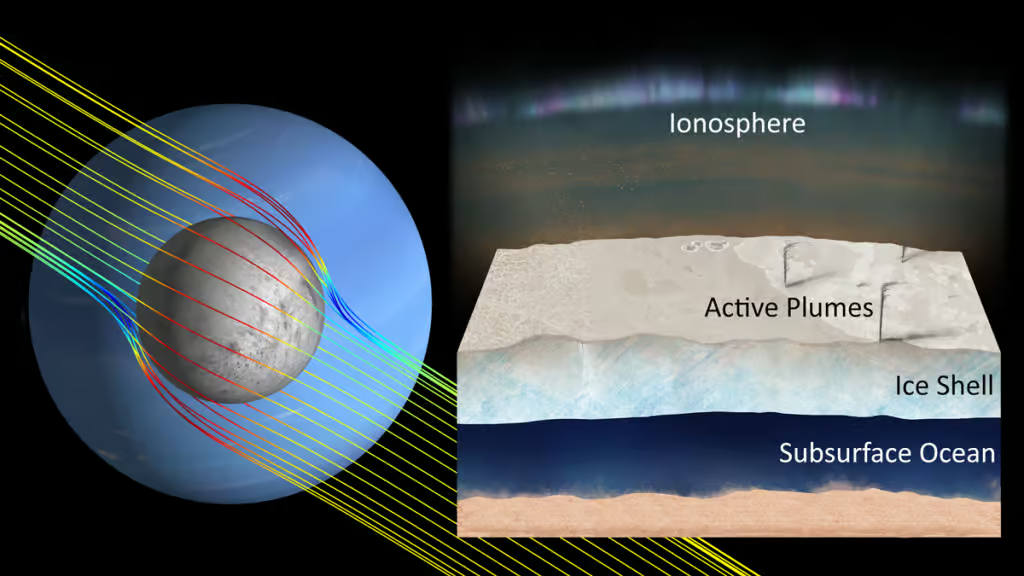 Ionosphere
Active Plumes
Ice Shell
Subsurface Ocean